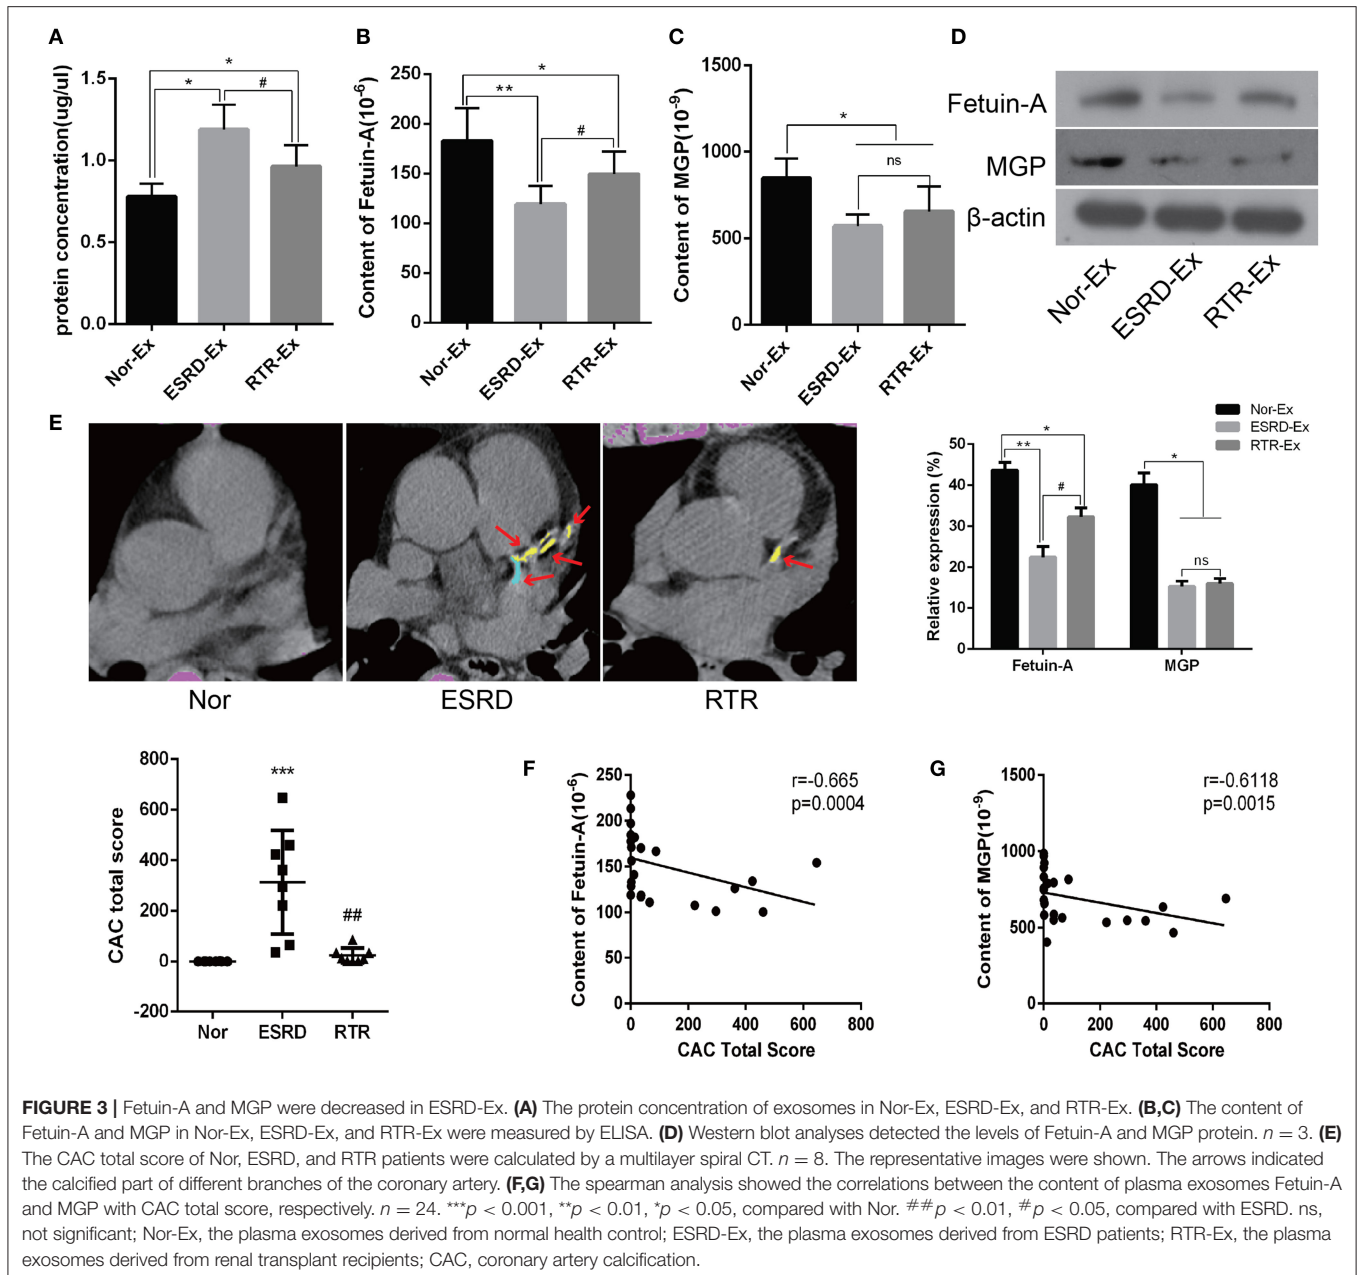 A
protein concentration(ug/ul)
1.5
1.0
0.5
0.0
*
*
#
Nor-Ex
ESRD-Ex
RTR-Ex
B
Content of Fetuin-A(10-6)
250
200
150
100
50
0
*
**
#
Nor-Ex
ESRD-Ex
RTR-Ex
C
Content of MGP(10-9)
1500
1000
500
0
*
ns
Nor-Ex
ESRD-Ex
RTR-Ex
D
Fetuin-A
MGP
β-actin
Nor-Ex
ESRD-Ex
RTR-Ex
Nor-Ex
ESRD-Ex
RTR-Ex
Relative expression (%)
50
40
30
20
10
0
*
**
#
*
ns
Fetuin-A
MGP
E
Nor
ESRD
RTR
CAC total score
800
600
400
200
0
-200
***
##
Nor
ESRD
RTR
F
Content of Fetuin-A(10-6)
250
200
150
100
50
0
r=-0.665
p=0.0004
0 200 400 600 800
CAC Total Score
G
Content of MGP(10-9)
1500
1000
500
0
r=-0.6118
p=0.0015
0 200 400 600 800
CAC Total Score
FIGURE 3 | Fetuin-A and MGP were decreased in ESRD-Ex. (A) The protein concentration of exosomes in Nor-Ex, ESRD-Ex, and RTR-Ex. (B,C) The content of
Fetuin-A and MGP in Nor-Ex, ESRD-Ex, and RTR-Ex were measured by ELISA. (D) Western blot analyses detected the levels of Fetuin-A and MGP protein. n = 3. (E)
The CAC total score of Nor, ESRD, and RTR patients were calculated by a multilayer spiral CT. n = 8. The representative images were shown. The arrows indicated
the calcified part of different branches of the coronary artery. (F,G) The spearman analysis showed the correlations between the content of plasma exosomes Fetuin-A
and MGP with CAC total score, respectively. n = 24. ***p < 0.001, **p < 0.01, *p < 0.05, compared with Nor. ##p < 0.01, #p < 0.05, compared with ESRD. ns,
not significant; Nor-Ex, the plasma exosomes derived from normal health control; ESRD-Ex, the plasma exosomes derived from ESRD patients; RTR-Ex, the plasma
exosomes derived from renal transplant recipients; CAC, coronary artery calcification.